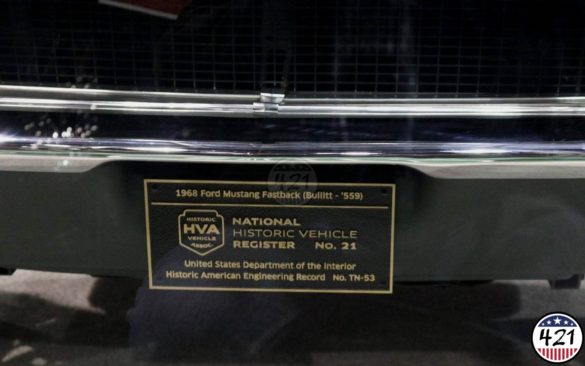 1968 Ford Mustang Fastback (Bullitt - '559)
HISTORIC
HVA
VEHICLE
ASSOC.
NATIONAL
HISTORIC VEHICLE
REGISTER No. 21
United States Department of the Interior
Historic American Engineering Record No. TN-53
421
421